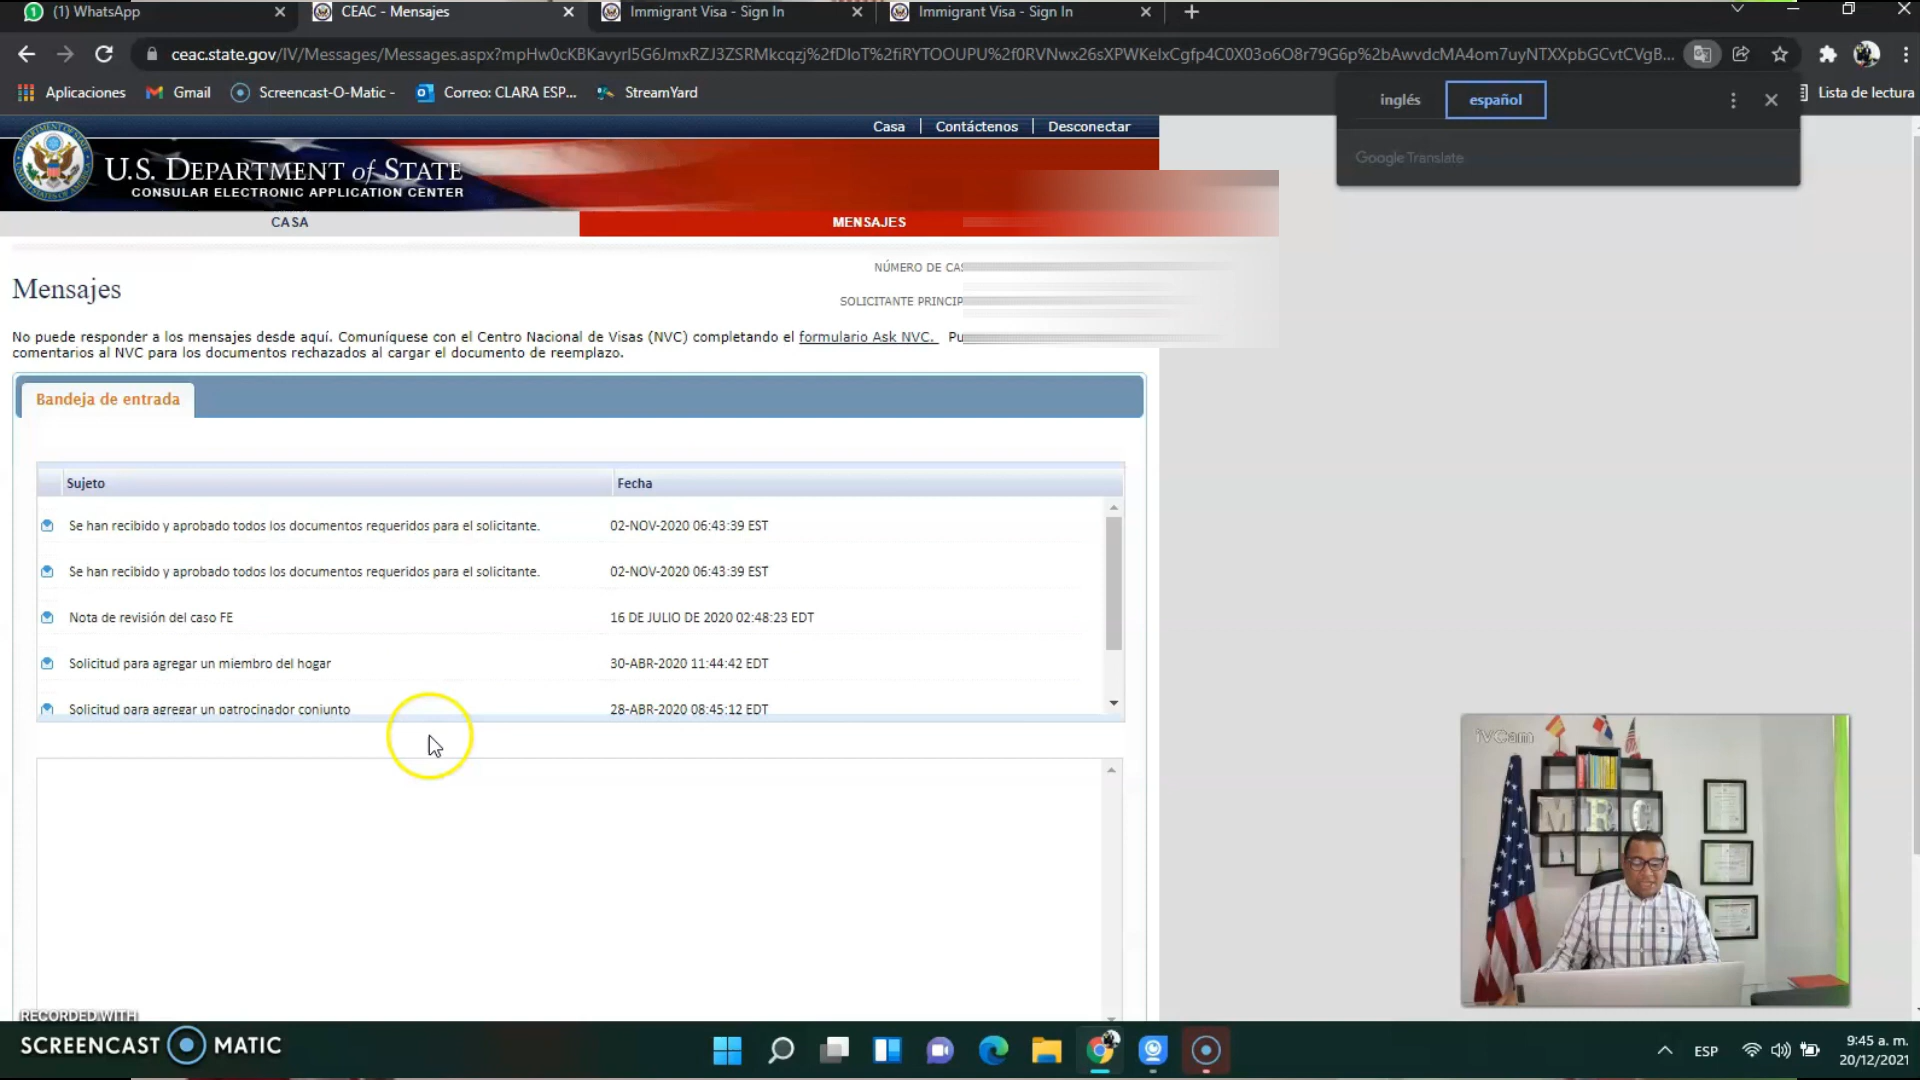 (1) WhatsApp
CEAC - Mensajes
Immigrant Visa - Sign In
Immigrant Visa - Sign In
ceac.state.gov/IV/Messages/Messages.aspx?mpHw0cKBKavyrl5G6JmxRZJ3ZSRMkcqzj%2fDIoT%2fiRYTOOUPU%2f0RVNwx26sXPWKelxCgfp4C0X03o6O8r79G6p%2bAwvdcMA4om7uyNTXXpbGCvtCVgB...
Aplicaciones
Gmail
Screencast-O-Matic -
Correo: CLARA ESP...
StreamYard
inglés
español
Lista de lectura
Google Translate
Casa
Contáctenos
Desconectar
U.S. DEPARTMENT of STATE
CONSULAR ELECTRONIC APPLICATION CENTER
CASA
MENSAJES
NÚMERO DE CAS
SOLICITANTE PRINCIP
Mensajes
No puede responder a los mensajes desde aquí. Comuníquese con el Centro Nacional de Visas (NVC) completando el formulario Ask NVC. Pu
comentarios al NVC para los documentos rechazados al cargar el documento de reemplazo.
Bandeja de entrada
Sujeto Fecha
Se han recibido y aprobado todos los documentos requeridos para el solicitante. 02-NOV-2020 06:43:39 EST
Se han recibido y aprobado todos los documentos requeridos para el solicitante. 02-NOV-2020 06:43:39 EST
Nota de revisión del caso FE 16 DE JULIO DE 2020 02:48:23 EDT
Solicitud para agregar un miembro del hogar 30-ABR-2020 11:44:42 EDT
Solicitud para agregar un patrocinador conjunto 28-ABR-2020 08:45:12 EDT
iVCam
M R C
RECORDED WITH
SCREENCAST MATIC
ESP
9:45 a. m.
20/12/2021